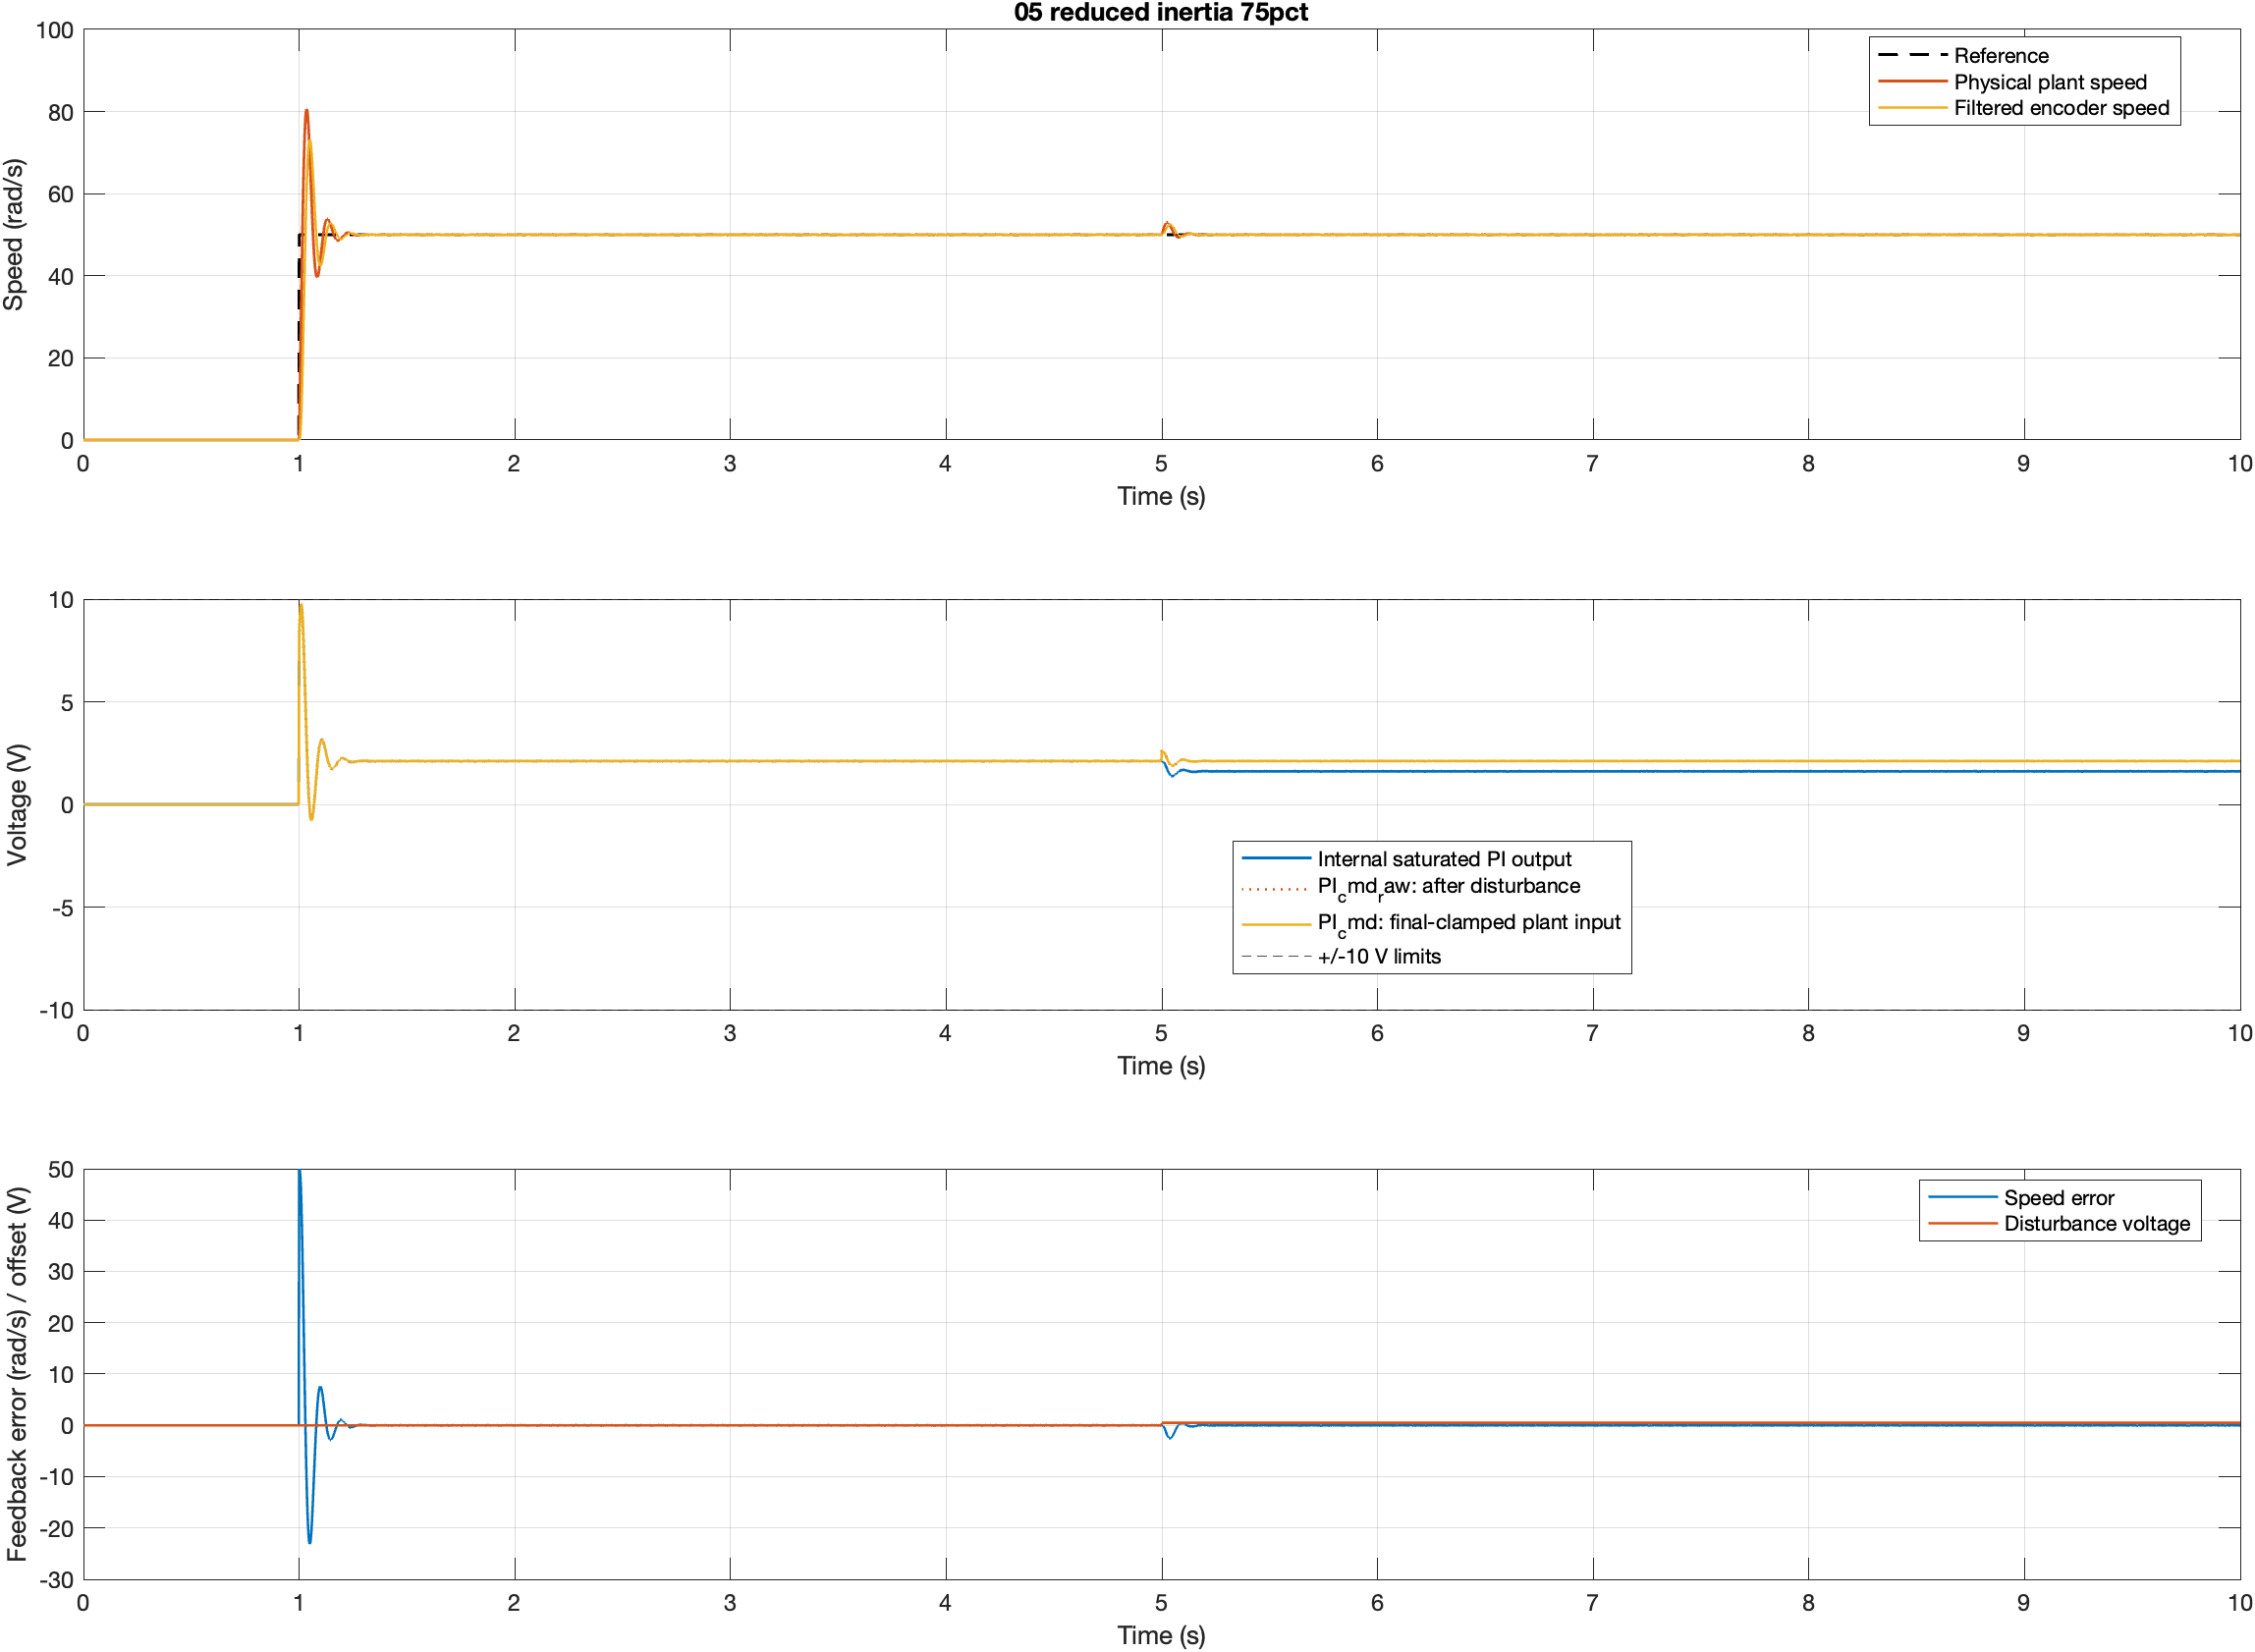 05 reduced inertia 75pct
100
80
60
40
20
0
Speed (rad/s)
Reference
Physical plant speed
Filtered encoder speed
0 1 2 3 4 5 6 7 8 9 10
Time (s)
10
5
0
-5
-10
Voltage (V)
Internal saturated PI output
PI_cmd_raw: after disturbance
PI_cmd: final-clamped plant input
+/-10 V limits
0 1 2 3 4 5 6 7 8 9 10
Time (s)
50
40
30
20
10
0
-10
-20
-30
Feedback error (rad/s) / offset (V)
Speed error
Disturbance voltage
0 1 2 3 4 5 6 7 8 9 10
Time (s)